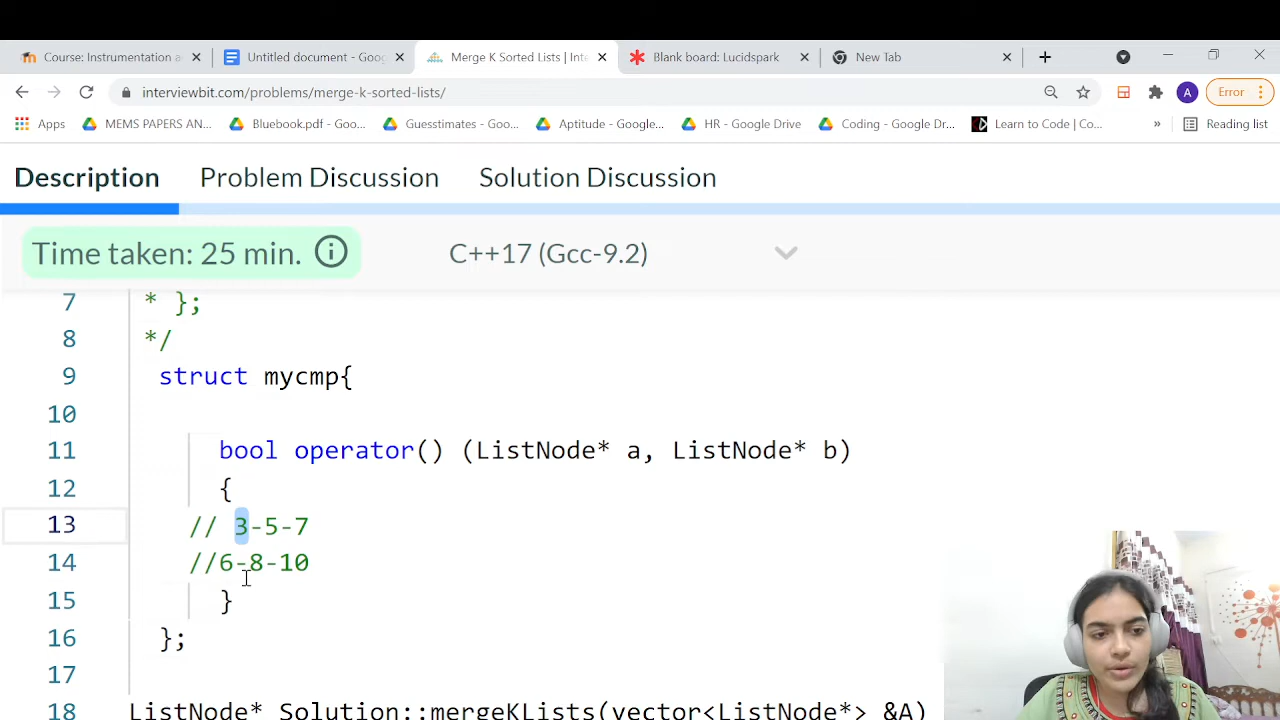 Course: Instrumentation a
Untitled document - Goog
Merge K Sorted Lists | Inte
Blank board: Lucidspark
New Tab
interviewbit.com/problems/merge-k-sorted-lists/
A
Error
Apps
MEMS PAPERS AN...
Bluebook.pdf - Goo...
Guesstimates - Goo...
Aptitude - Google...
HR - Google Drive
Coding - Google Dr...
Learn to Code | Co...
»
Reading list
Description Problem Discussion Solution Discussion
Time taken: 25 min. C++17 (Gcc-9.2)
7 * };
8 */
9 struct mycmp{
10
11 bool operator() (ListNode* a, ListNode* b)
12 {
13 // 3-5-7
14 //6-8-10
15 }
16 };
17
18 ListNode* Solution::mergeKLists(vector<ListNode*> &A)